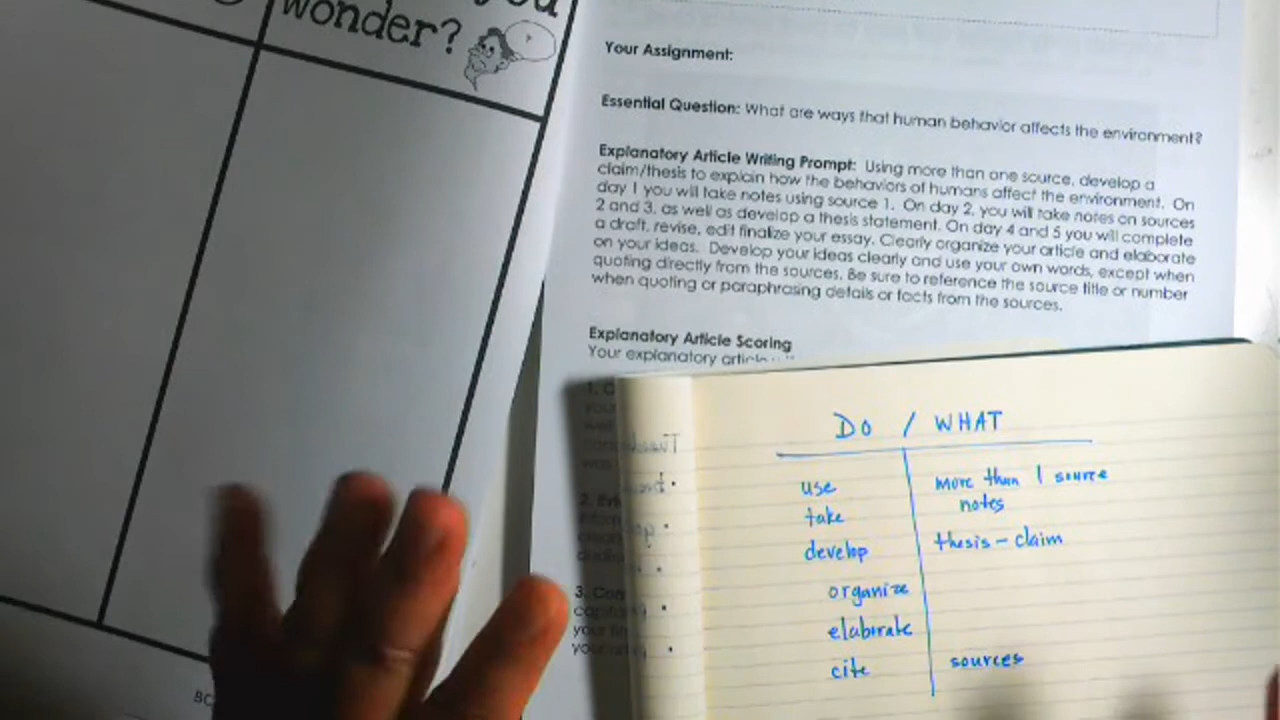 you
wonder?
?
Your Assignment:
Essential Question: What are ways that human behavior affects the environment?
Explanatory Article Writing Prompt: Using more than one source, develop a
claim/thesis to explain how the behaviors of humans affect the environment. On
day 1 you will take notes using source 1. On day 2, you will take notes on sources
2 and 3, as well as develop a thesis statement. On day 4 and 5 you will complete
a draft, revise, edit finalize your essay. Clearly organize your article and elaborate
on your ideas. Develop your ideas clearly and use your own words, except when
quoting directly from the sources. Be sure to reference the source title or number
when quoting or paraphrasing details or facts from the sources.
Explanatory Article Scoring
Your explanatory article
DO / WHAT
use more than 1 source
take notes
develop thesis - claim
organize
elaborate
cite sources